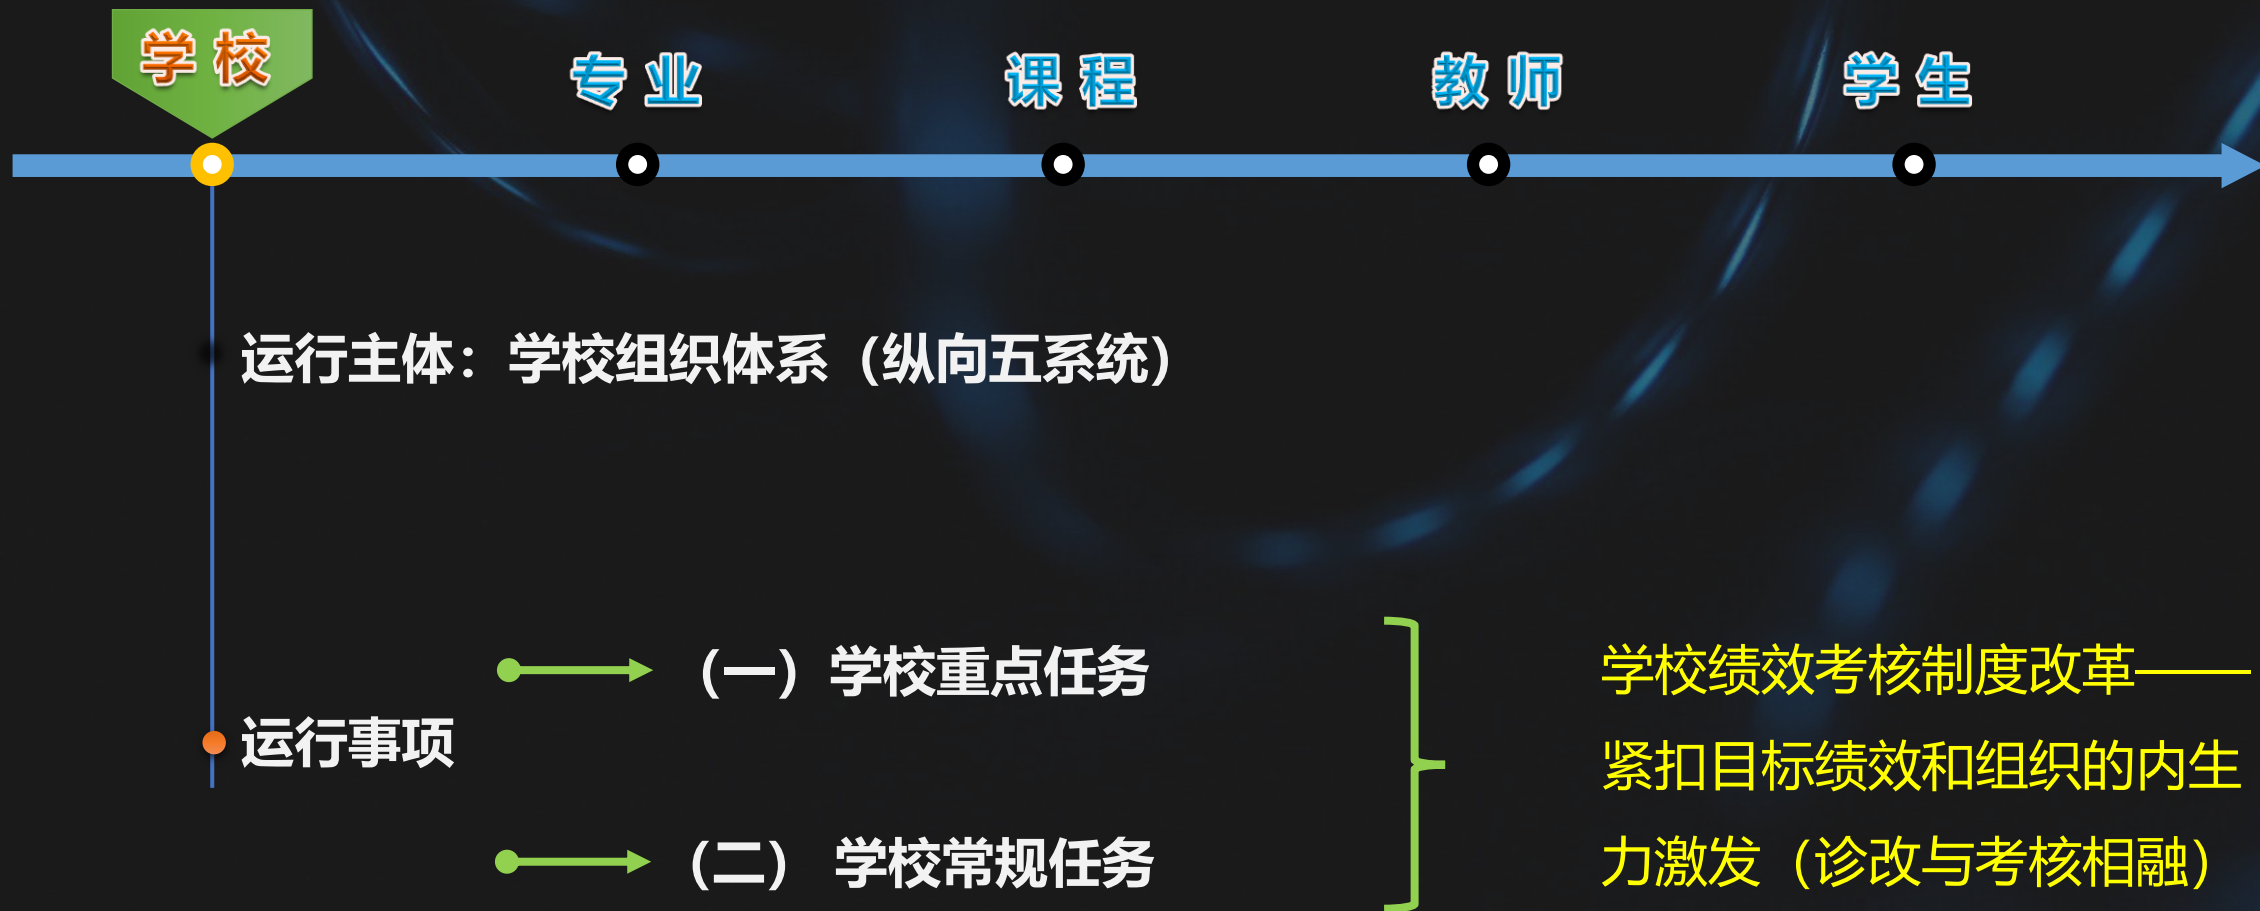 学校
专业
课程
教师
学生
运行主体：学校组织体系（纵向五系统）
运行事项
（一）学校重点任务
（二） 学校常规任务
学校绩效考核制度改革——
紧扣目标绩效和组织的内生
力激发（诊改与考核相融）